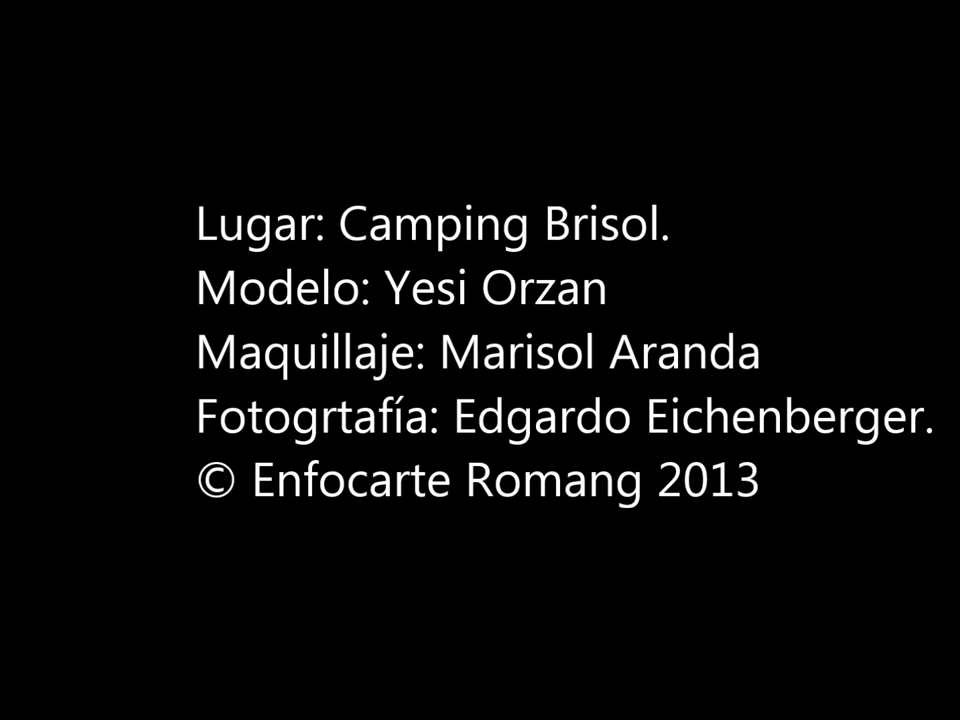 Lugar: Camping Brisol.
Modelo: Yesi Orzan
Maquillaje: Marisol Aranda
Fotogrtafía: Edgardo Eichenberger.
© Enfocarte Romang 2013